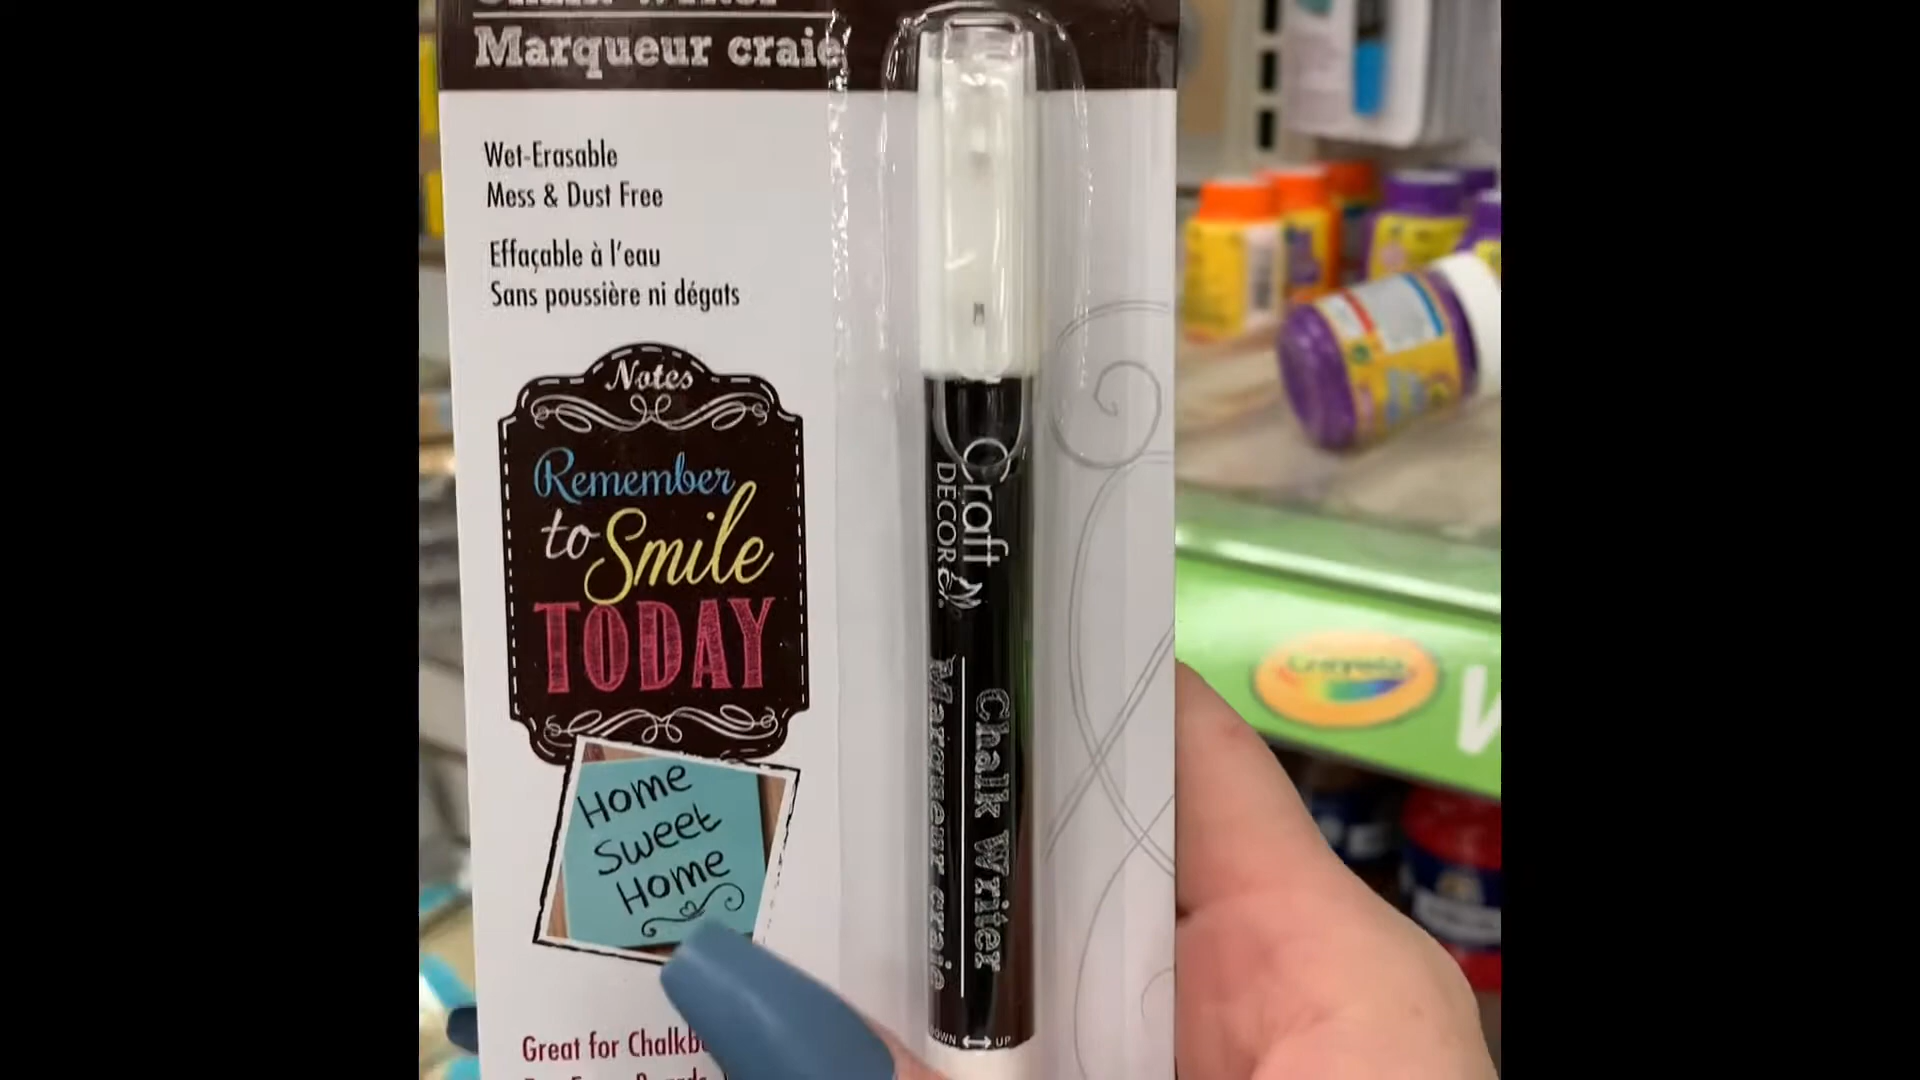 Marqueur craie
Wet-Erasable
Mess & Dust Free
Effaçable à l'eau
Sans poussière ni dégats
Notes
Remember
to Smile
TODAY
Home
Sweet
Home
Great for
Craft
DECOR
Chalk Writer
Marqueur craie
DOWN UP
Crayola